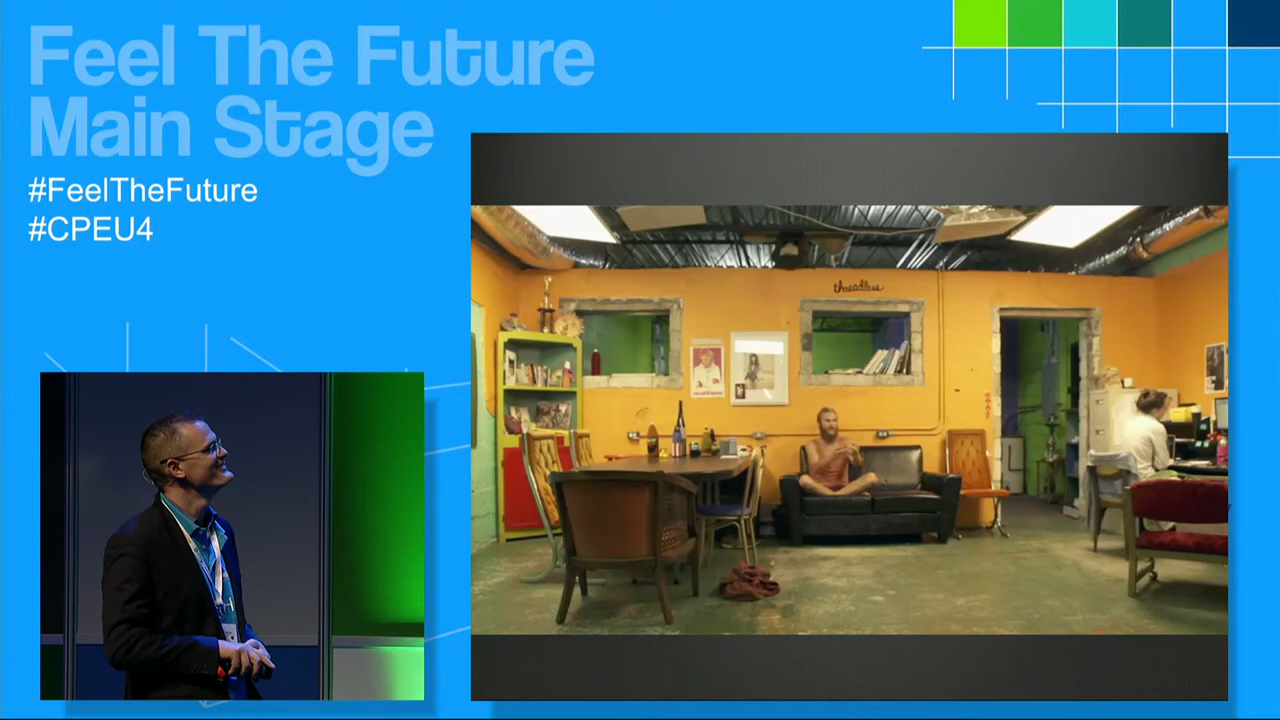 Feel The Future
Main Stage
#FeelTheFuture
#CPEU4
threadless